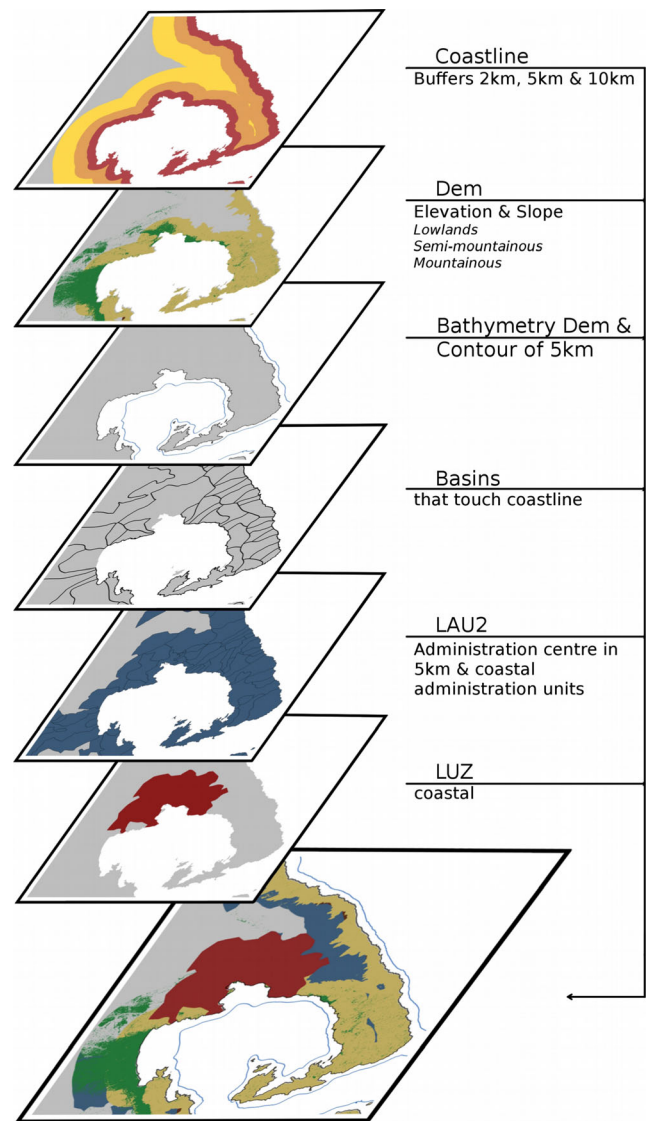 Coastline
Buffers 2km, 5km & 10km
Dem
Elevation & Slope
Lowlands
Semi-mountainous
Mountainous
Bathymetry Dem &
Contour of 5km
Basins
that touch coastline
LAU2
Administration centre in
5km & coastal
administration units
LUZ
coastal